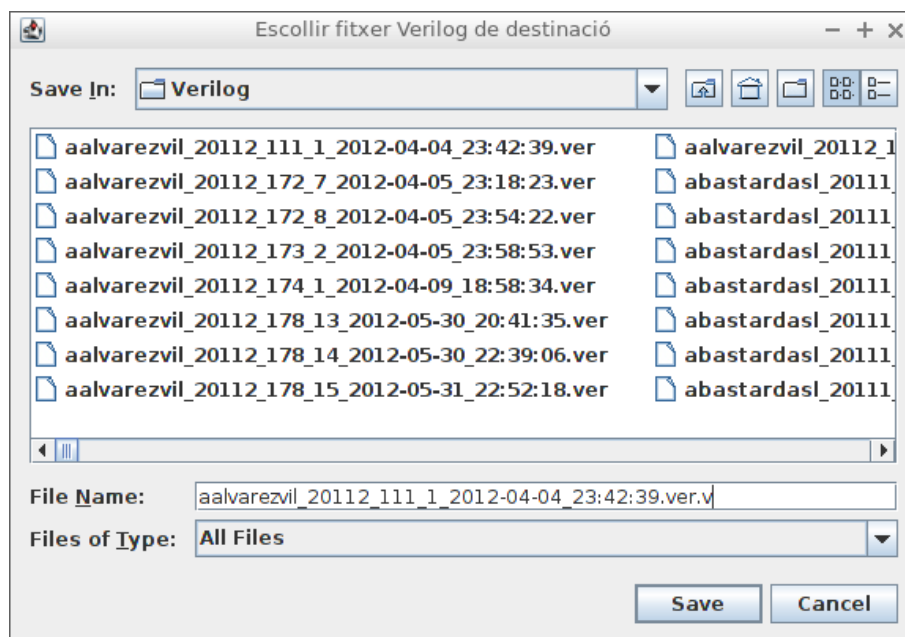 Escollir fitxer Verilog de destinació
Save In: Verilog
aalvarezvil_20112_111_1_2012-04-04_23:42:39.ver
aalvarezvil_20112_172_7_2012-04-05_23:18:23.ver
aalvarezvil_20112_172_8_2012-04-05_23:54:22.ver
aalvarezvil_20112_173_2_2012-04-05_23:58:53.ver
aalvarezvil_20112_174_1_2012-04-09_18:58:34.ver
aalvarezvil_20112_178_13_2012-05-30_20:41:35.ver
aalvarezvil_20112_178_14_2012-05-30_22:39:06.ver
aalvarezvil_20112_178_15_2012-05-31_22:52:18.ver
aalvarezvil_20112_1
abastardasl_20111_
abastardasl_20111_
abastardasl_20111_
abastardasl_20111_
abastardasl_20111_
abastardasl_20111_
abastardasl_20111_
File Name: aalvarezvil_20112_111_1_2012-04-04_23:42:39.ver.v
Files of Type: All Files
Save Cancel